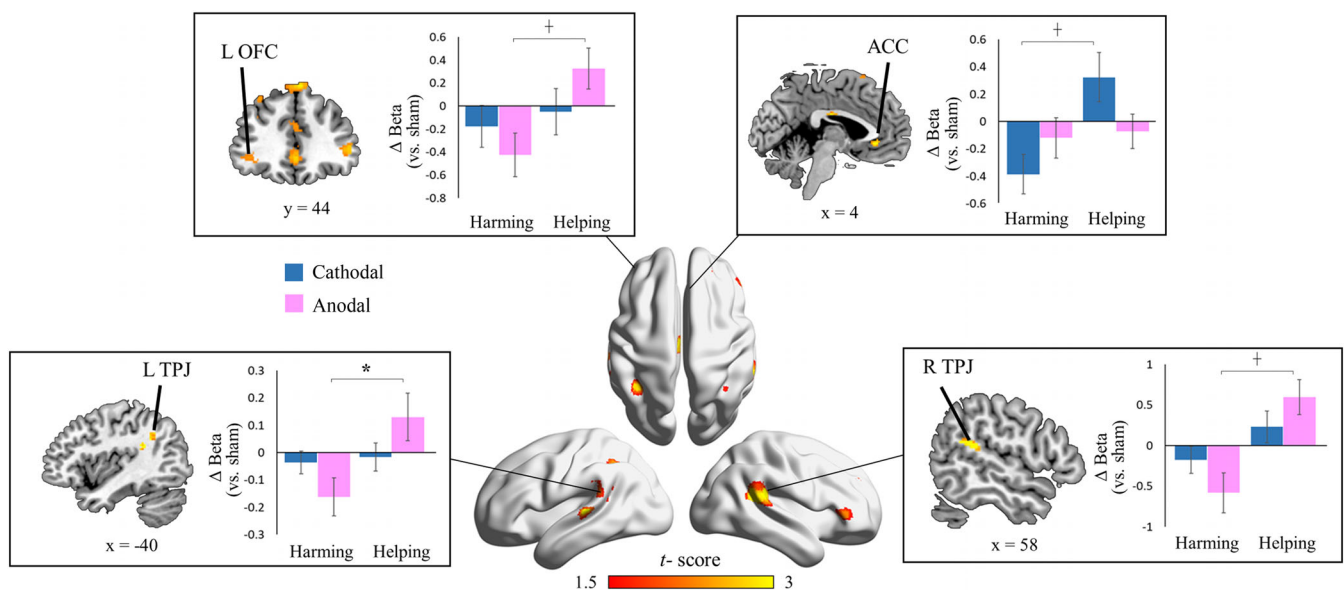 L OFC
y = 44
Δ Beta
(vs. sham)
0.6
0.4
0.2
0
-0.2
-0.4
-0.6
-0.8
+
Harming Helping
ACC
x = 4
Δ Beta
(vs. sham)
0.6
0.4
0.2
0
-0.2
-0.4
-0.6
+
Harming Helping
Cathodal
Anodal
L TPJ
x = -40
Δ Beta
(vs. sham)
0.3
0.2
0.1
0
-0.1
-0.2
-0.3
*
Harming Helping
R TPJ
x = 58
Δ Beta
(vs. sham)
1
0.5
0
-0.5
-1
+
Harming Helping
t- score
1.5 3